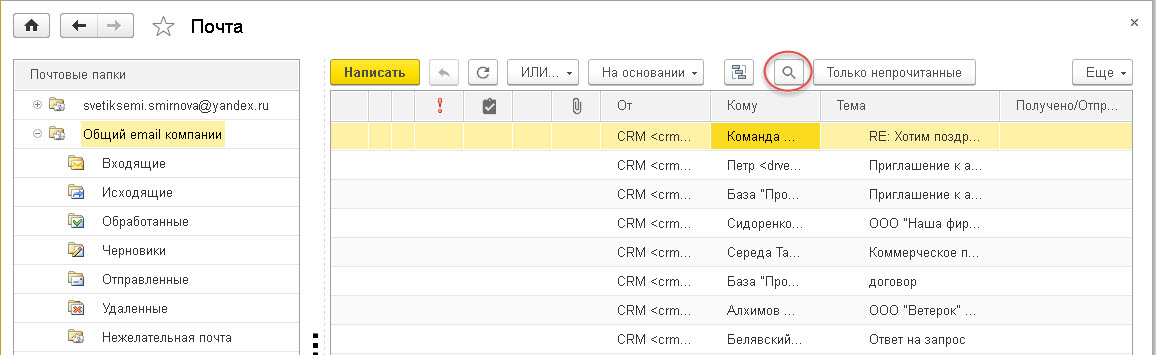 Почта
Почтовые папки
svetiksemi.smirnova@yandex.ru
Общий email компании
Входящие
Исходящие
Обработанные
Черновики
Отправленные
Удаленные
Нежелательная почта
Написать ИЛИ... На основании Только непрочитанные Еще
От Кому Тема Получено/Отпр...
CRM <crm... Команда ... RE: Хотим поздр...
CRM <crm... Петр <drve... Приглашение к а...
CRM <crm... База "Про... Приглашение к а...
CRM <crm... Сидоренко... ООО "Наша фир...
CRM <crm... Середа Та... Коммерческое п...
CRM <crm... База "Про... договор
CRM <crm... Алхимов ... ООО "Ветерок" ...
CRM <crm... Белявский... Ответ на запрос